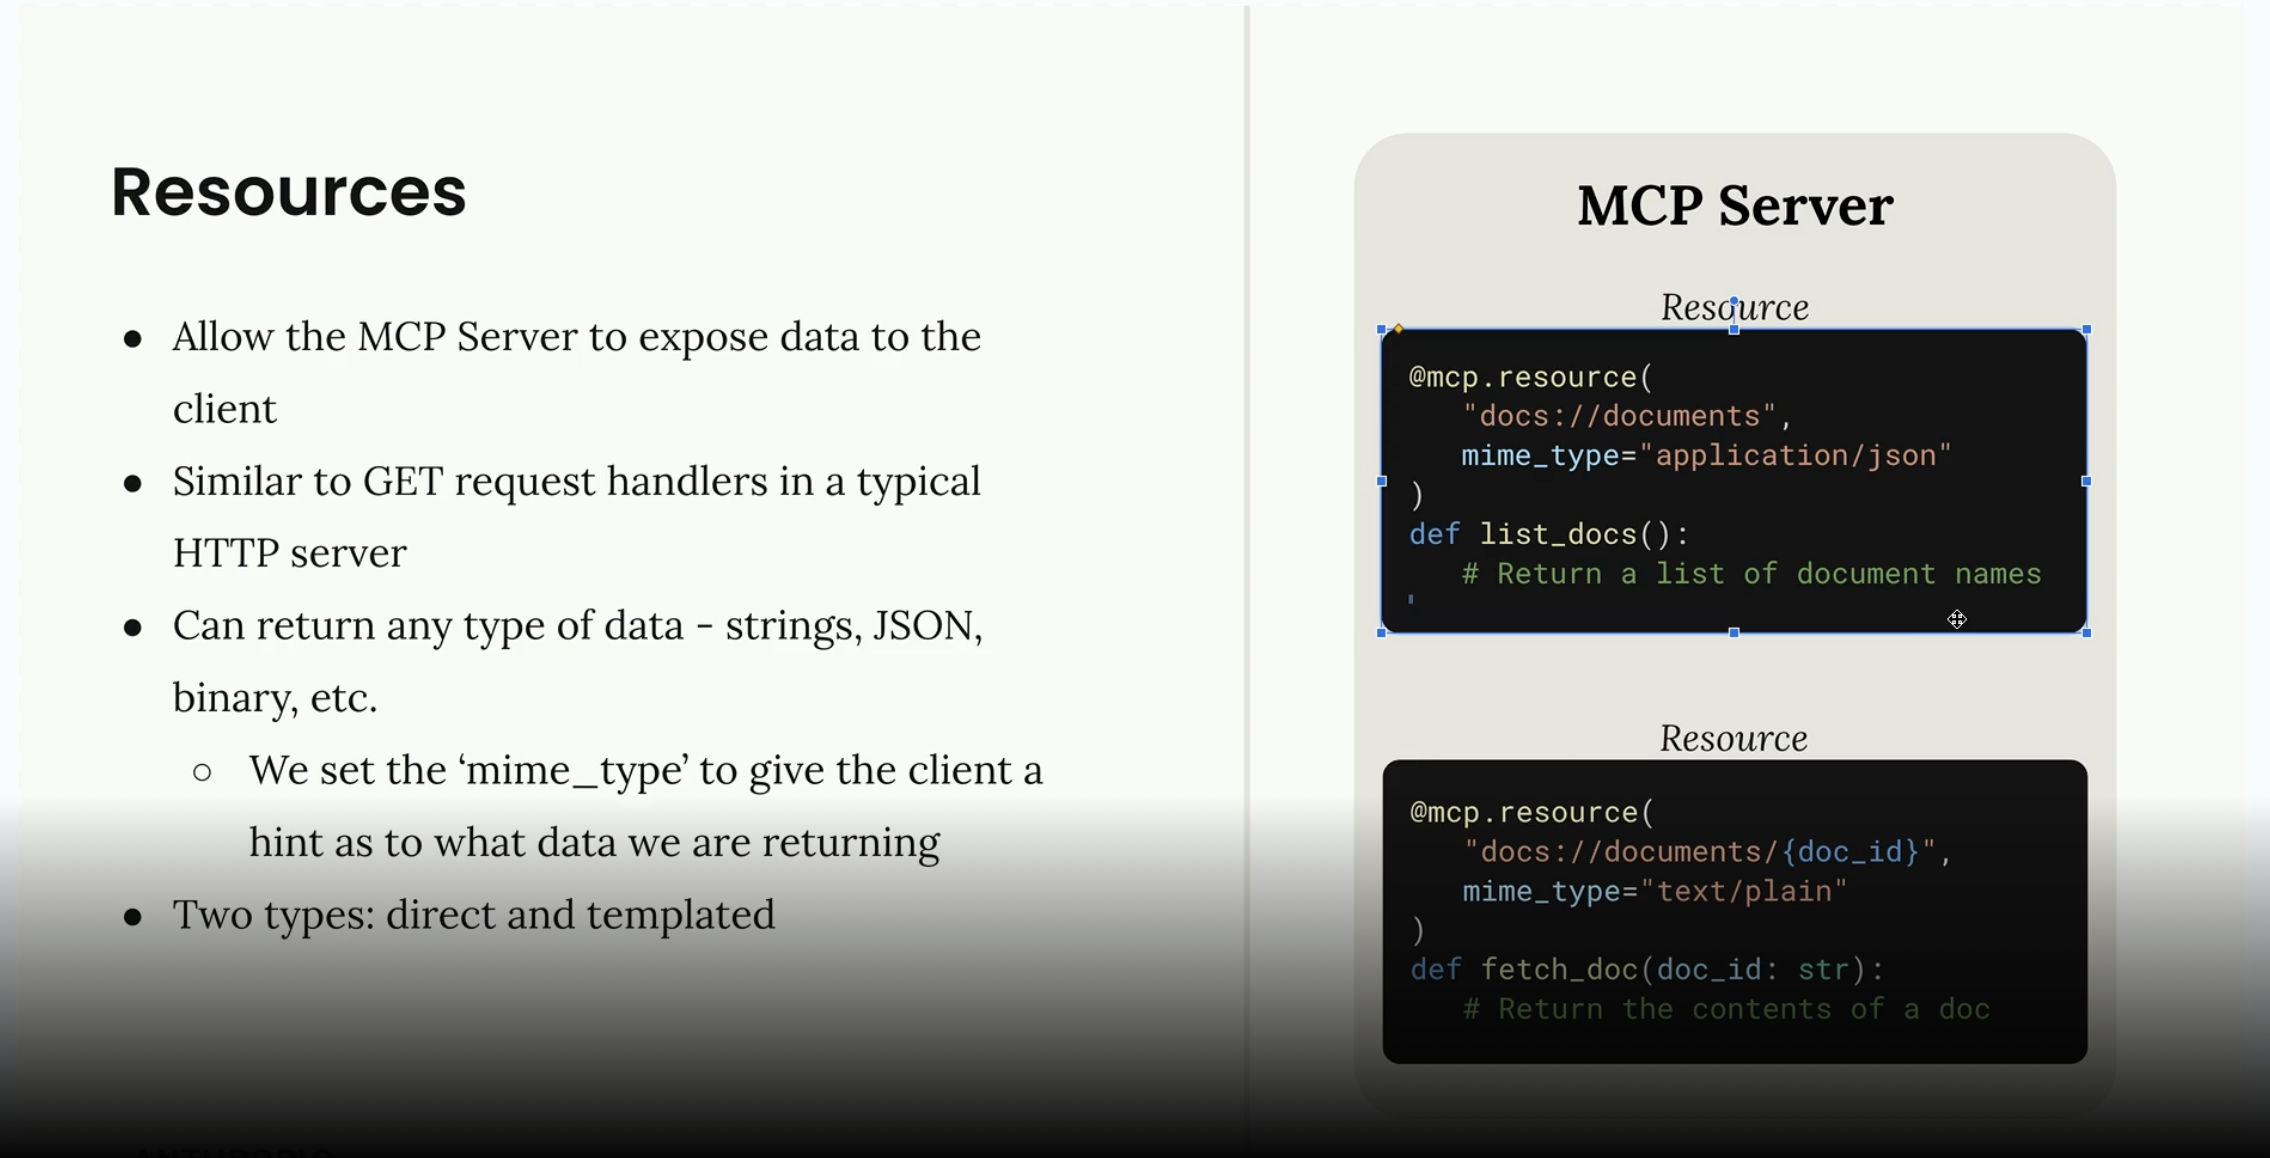 Resources
● Allow the MCP Server to expose data to the
client
● Similar to GET request handlers in a typical
HTTP server
● Can return any type of data - strings, JSON,
binary, etc.
○ We set the ‘mime_type’ to give the client a
hint as to what data we are returning
● Two types: direct and templated
MCP Server
Resource
@mcp.resource(
"docs://documents",
mime_type="application/json"
)
def list_docs():
# Return a list of document names
Resource
@mcp.resource(
"docs://documents/{doc_id}",
mime_type="text/plain"
)
def fetch_doc(doc_id: str):
# Return the contents of a doc